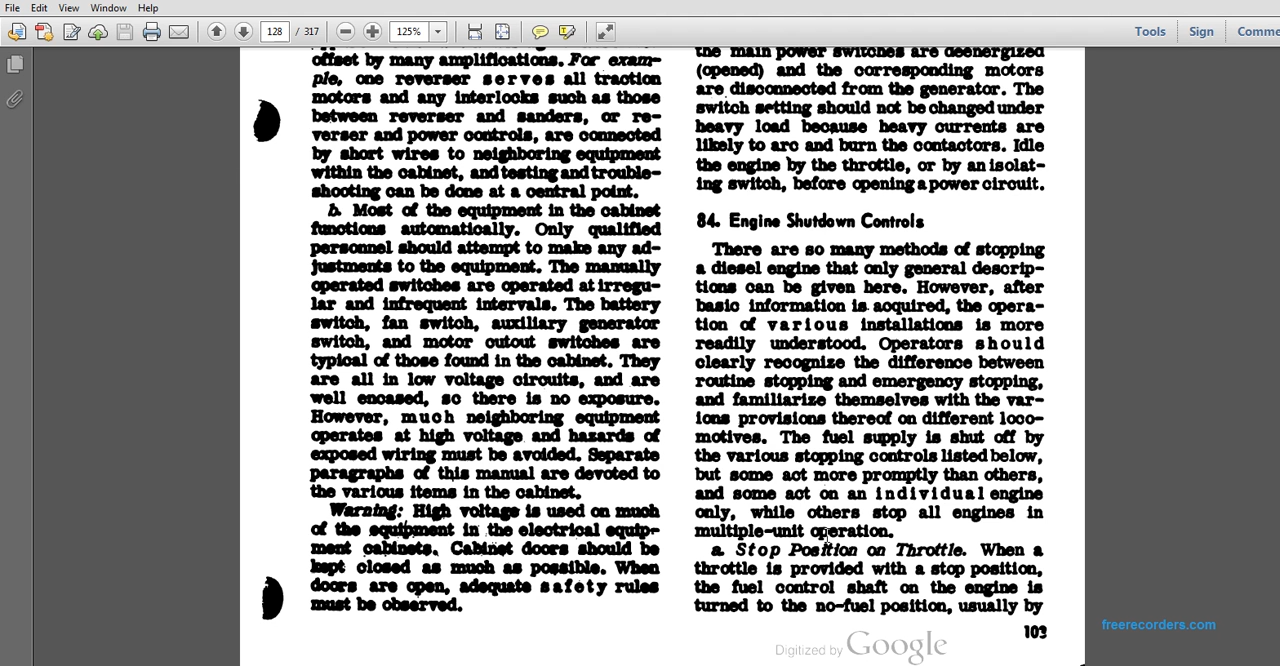 File Edit View Window Help
128 / 317 125% Tools Sign Comme
offset by many amplifications. For exam-
ple, one reverser serves all traction
motors and any interlocks such as those
between reverser and sanders, or re-
verser and power controls, are connected
by short wires to neighboring equipment
within the cabinet, and testing and trouble-
shooting can be done at a central point.
b. Most of the equipment in the cabinet
functions automatically. Only qualified
personnel should attempt to make any ad-
justments to the equipment. The manually
operated switches are operated at irregu-
lar and infrequent intervals. The battery
switch, fan switch, auxiliary generator
switch, and motor cutout switches are
typical of those found in the cabinet. They
are all in low voltage circuits, and are
well encased, so there is no exposure.
However, much neighboring equipment
operates at high voltage and hazards of
exposed wiring must be avoided. Separate
paragraphs of this manual are devoted to
the various items in the cabinet.
Warning: High voltage is used on much
of the equipment in the electrical equip-
ment cabinets. Cabinet doors should be
kept closed as much as possible. When
doors are open, adequate safety rules
must be observed.
the main power switches are deenergized
(opened) and the corresponding motors
are disconnected from the generator. The
switch setting should not be changed under
heavy load because heavy currents are
likely to arc and burn the contactors. Idle
the engine by the throttle, or by an isolat-
ing switch, before opening a power circuit.
84. Engine Shutdown Controls
There are so many methods of stopping
a diesel engine that only general descrip-
tions can be given here. However, after
basic information is acquired, the opera-
tion of various installations is more
readily understood. Operators should
clearly recognize the difference between
routine stopping and emergency stopping,
and familiarize themselves with the var-
ions provisions thereof on different loco-
motives. The fuel supply is shut off by
the various stopping controls listed below,
but some act more promptly than others,
and some act on an individual engine
only, while others stop all engines in
multiple-unit operation.
a. Stop Position on Throttle. When a
throttle is provided with a stop position,
the fuel control shaft on the engine is
turned to the no-fuel position, usually by
103
Digitized by Google
freerecorders.com